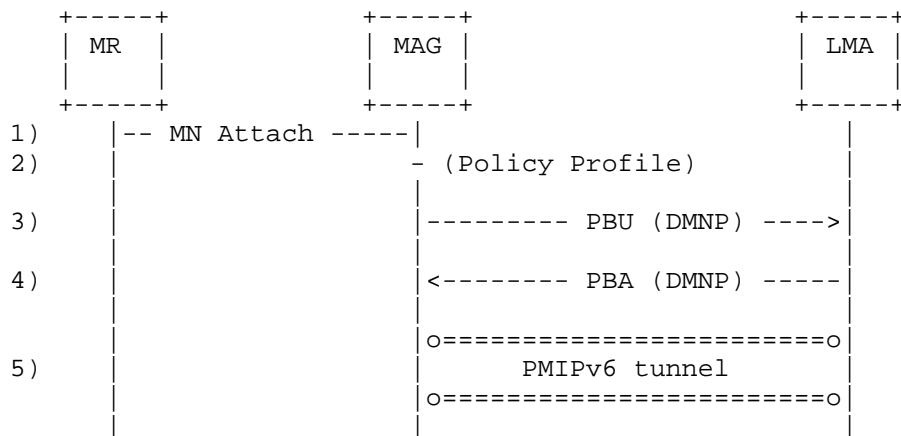 MR MAG LMA
1) MN Attach
2) (Policy Profile)
3) PBU (DMNP)
4) PBA (DMNP)
5) PMIPv6 tunnel